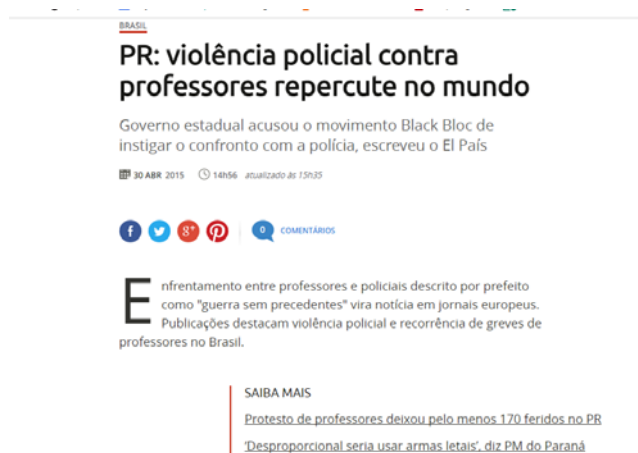 BRASIL
PR: violência policial contra
professores repercute no mundo
Governo estadual acusou o movimento Black Bloc de
instigar o confronto com a polícia, escreveu o El País
30 ABR 2015 14h56 atualizado às 15h35
f 8+ 0 COMENTÁRIOS
Enfrentamento entre professores e policiais descrito por prefeito
como "guerra sem precedentes" vira notícia em jornais europeus.
Publicações destacam violência policial e recorrência de greves de
professores no Brasil.
SAIBA MAIS
Protesto de professores deixou pelo menos 170 feridos no PR
'Desproporcional seria usar armas letais', diz PM do Paraná